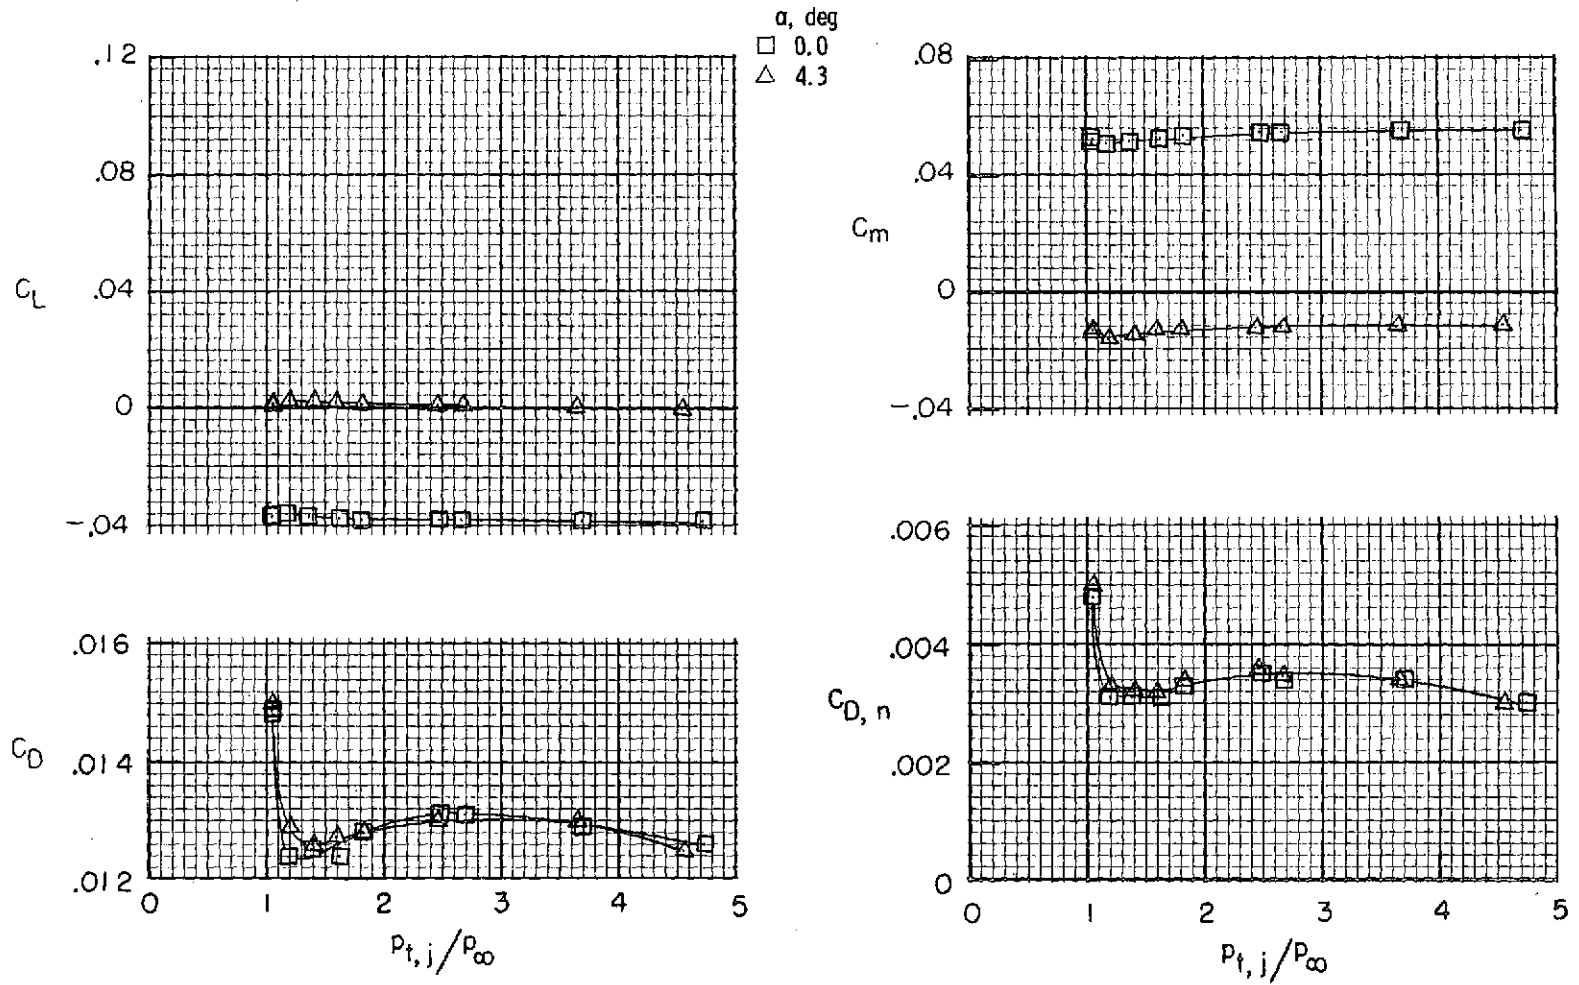 α, deg
□ 0.0
△ 4.3
.12
.08
.04
0
-.04
C_L
.08
.04
0
-.04
C_m
.016
.014
.012
C_D
0 1 2 3 4 5
p_t,j/p_∞
.006
.004
.002
0
C_D,n
0 1 2 3 4 5
p_t,j/p_∞